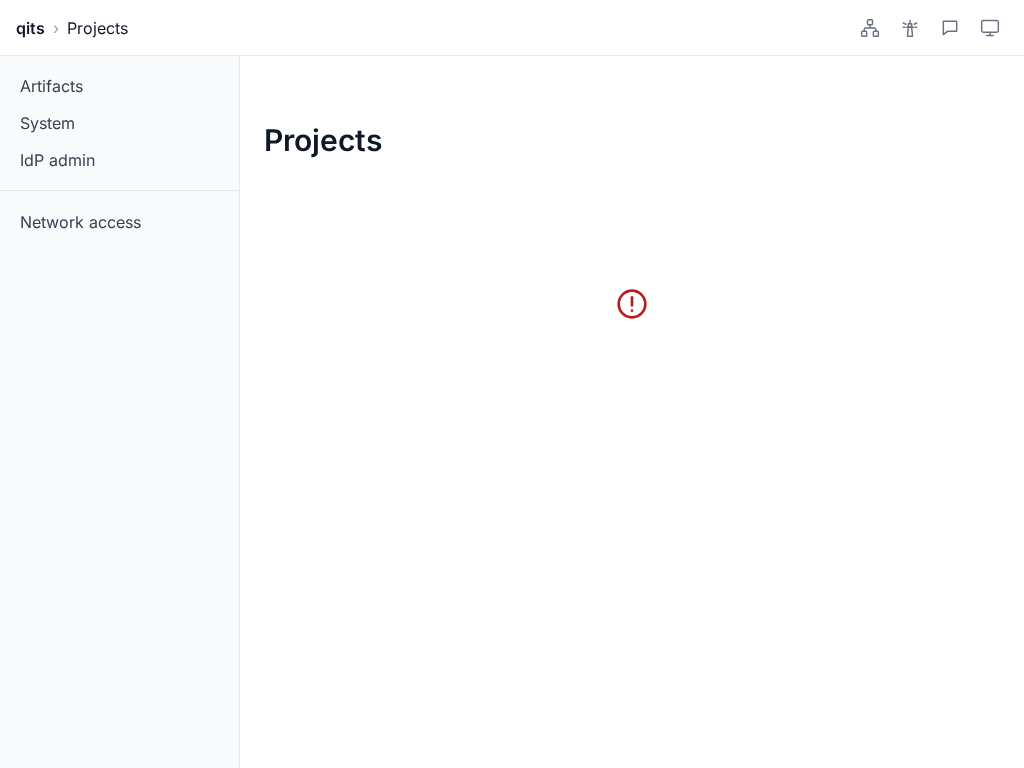 qits › Projects
Artifacts
System
IdP admin
Network access
Projects